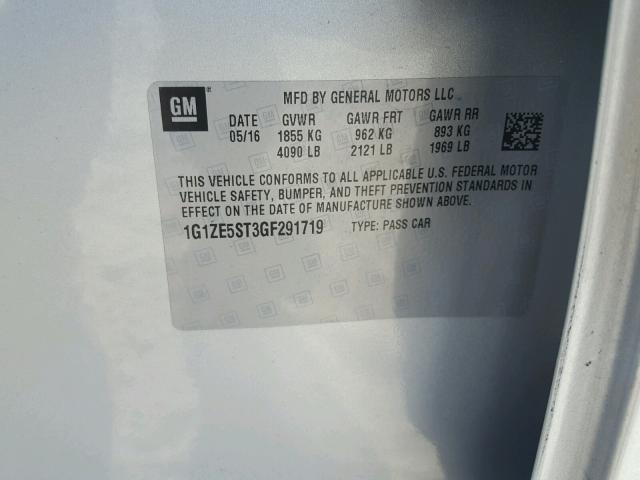 GM
MFD BY GENERAL MOTORS LLC
DATE GVWR GAWR FRT GAWR RR
05/16 1855 KG 962 KG 893 KG
4090 LB 2121 LB 1969 LB
THIS VEHICLE CONFORMS TO ALL APPLICABLE U.S. FEDERAL MOTOR
VEHICLE SAFETY, BUMPER, AND THEFT PREVENTION STANDARDS IN
EFFECT ON THE DATE OF MANUFACTURE SHOWN ABOVE.
1G1ZE5ST3GF291719 TYPE: PASS CAR